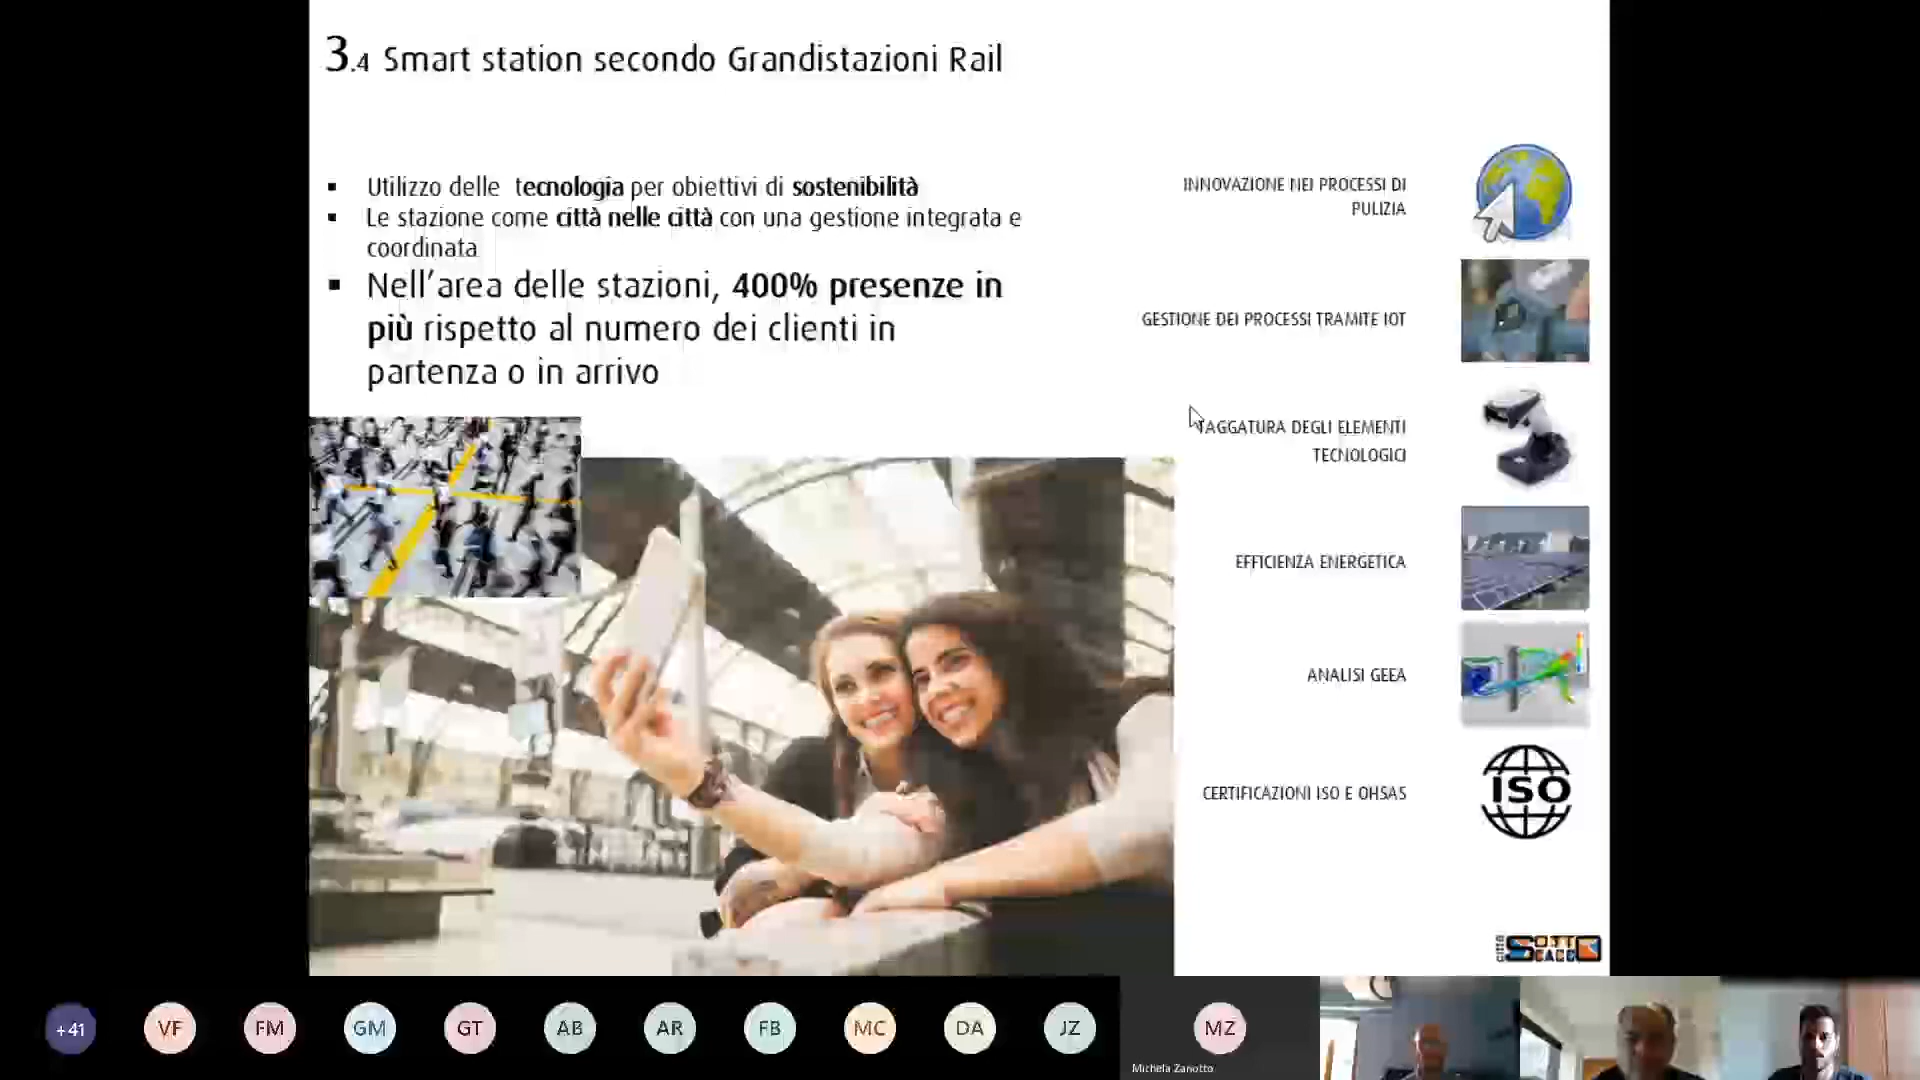 3.4 Smart station secondo Grandistazioni Rail
▪ Utilizzo delle tecnologia per obiettivi di sostenibilità
▪ Le stazione come città nelle città con una gestione integrata e
coordinata
▪ Nell'area delle stazioni, 400% presenze in
più rispetto al numero dei clienti in
partenza o in arrivo
INNOVAZIONE NEI PROCESSI DI
PULIZIA
GESTIONE DEI PROCESSI TRAMITE IOT
TAGGATURA DEGLI ELEMENTI
TECNOLOGICI
EFFICIENZA ENERGETICA
ANALISI GEEA
CERTIFICAZIONI ISO E OHSAS
ISO
+41
VF
FM
GM
GT
AB
AR
FB
MC
DA
JZ
MZ
Michela Zanotto